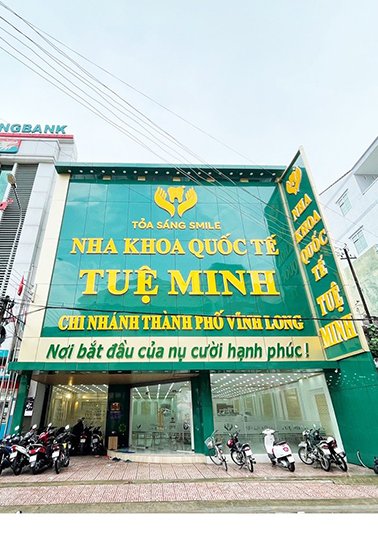 NGBANK
TỎA SÁNG SMILE
NHA KHOA QUỐC TẾ
TUỆ MINH
CHI NHÁNH THÀNH PHỐ VĨNH LONG
Nơi bắt đầu của nụ cười hạnh phúc!
NHA KHOA QUỐC TẾ
TUỆ MINH